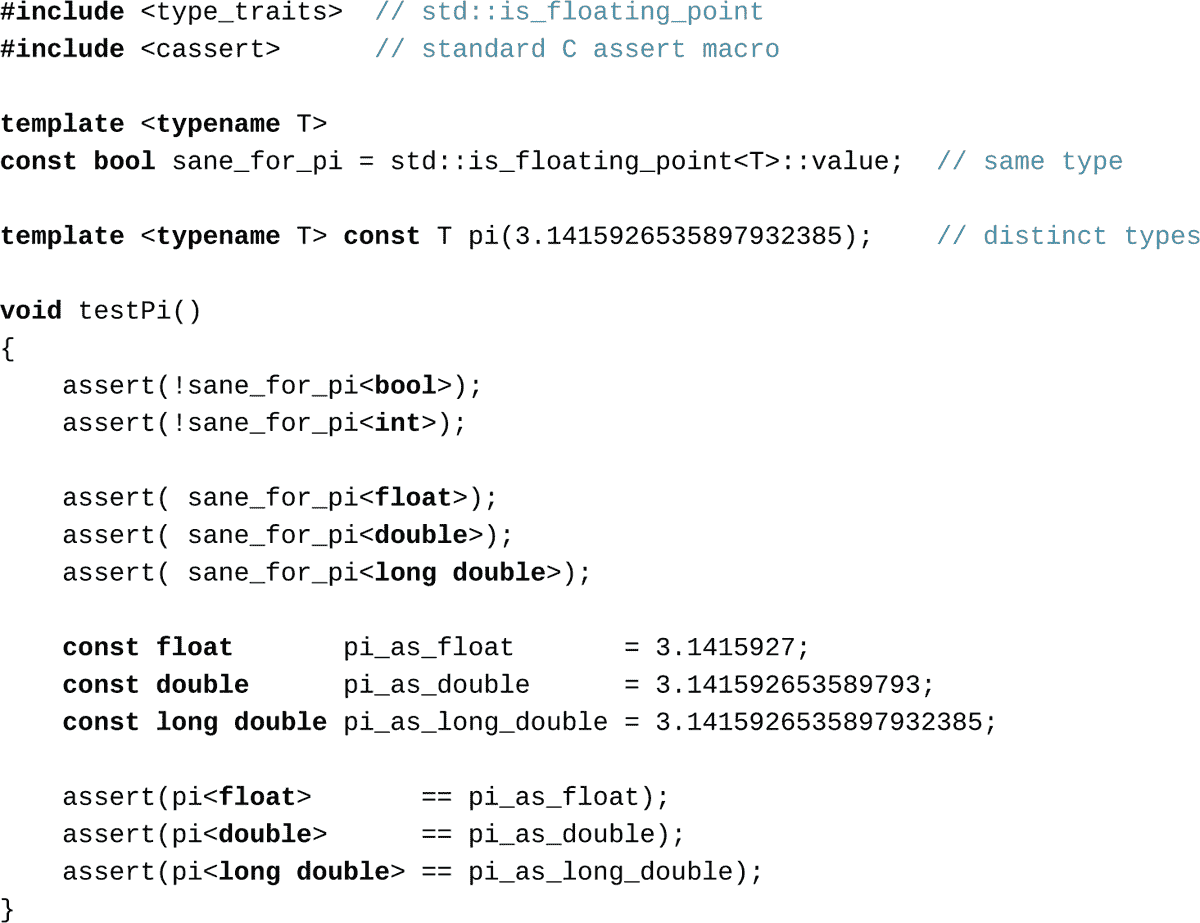 #include <type_traits>  // std::is_floating_point
#include <cassert>      // standard C assert macro

template <typename T>
const bool sane_for_pi = std::is_floating_point<T>::value;  // same type

template <typename T> const T pi(3.1415926535897932385);    // distinct types

void testPi()
{
    assert(!sane_for_pi<bool>);
    assert(!sane_for_pi<int>);

    assert( sane_for_pi<float>);
    assert( sane_for_pi<double>);
    assert( sane_for_pi<long double>);

    const float       pi_as_float       = 3.1415927;
    const double      pi_as_double      = 3.141592653589793;
    const long double pi_as_long_double = 3.1415926535897932385;

    assert(pi<float>       == pi_as_float);
    assert(pi<double>      == pi_as_double);
    assert(pi<long double> == pi_as_long_double);
}